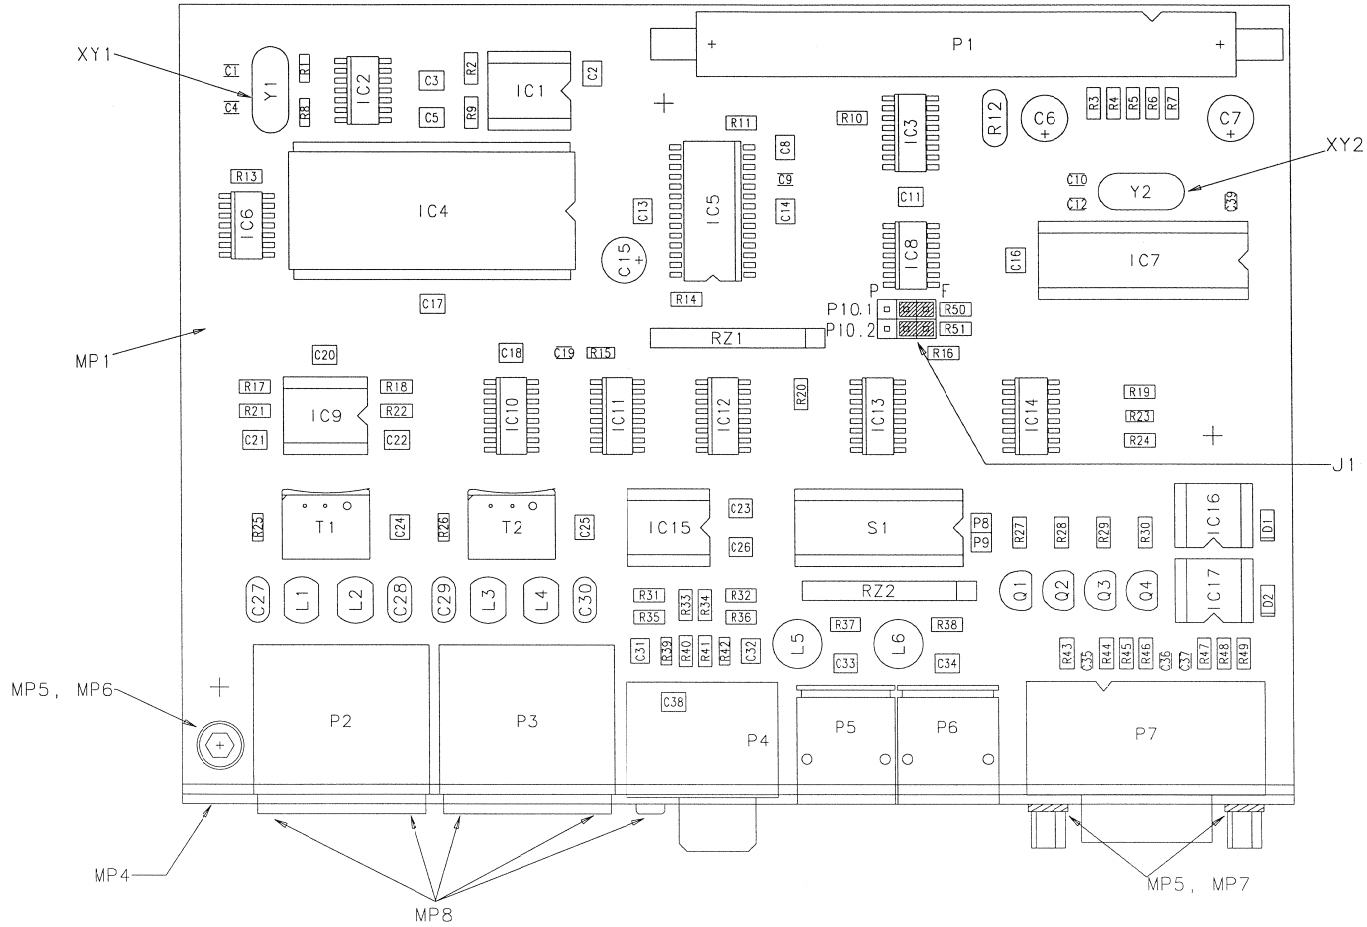 P1
XY1
C1
Y1
R1
IC2
C3
R2
IC1
C2
C4
R8
C5
R9
R11
R10
IC3
R12
C6
R3
R4
R5
R6
R7
C7
XY2
C8
C9
C10
C12
Y2
C39
R13
IC6
IC4
C13
IC5
C14
C11
C15
IC8
C16
IC7
C17
R14
P
F
P10.1
R50
P10.2
R51
RZ1
R16
MP1
C20
C18
C19
R15
R17
R18
R21
IC9
R22
C21
C22
IC10
IC11
IC12
R20
IC13
IC14
R19
R23
R24
J1
R25
T1
C24
R26
T2
C25
IC15
C23
C26
S1
P8
P9
R27
R28
R29
R30
IC16
D1
C27
L1
L2
C28
C29
L3
L4
C30
R31
R33
R34
R32
R35
R36
RZ2
Q1
Q2
Q3
Q4
IC17
D2
C31
R39
R40
R41
R42
C32
L5
R37
C33
L6
R38
C34
R43
C35
R44
R45
R46
C36
C37
R47
R48
R49
MP5, MP6
P2
P3
C38
P4
P5
P6
P7
MP4
MP8
MP5, MP7